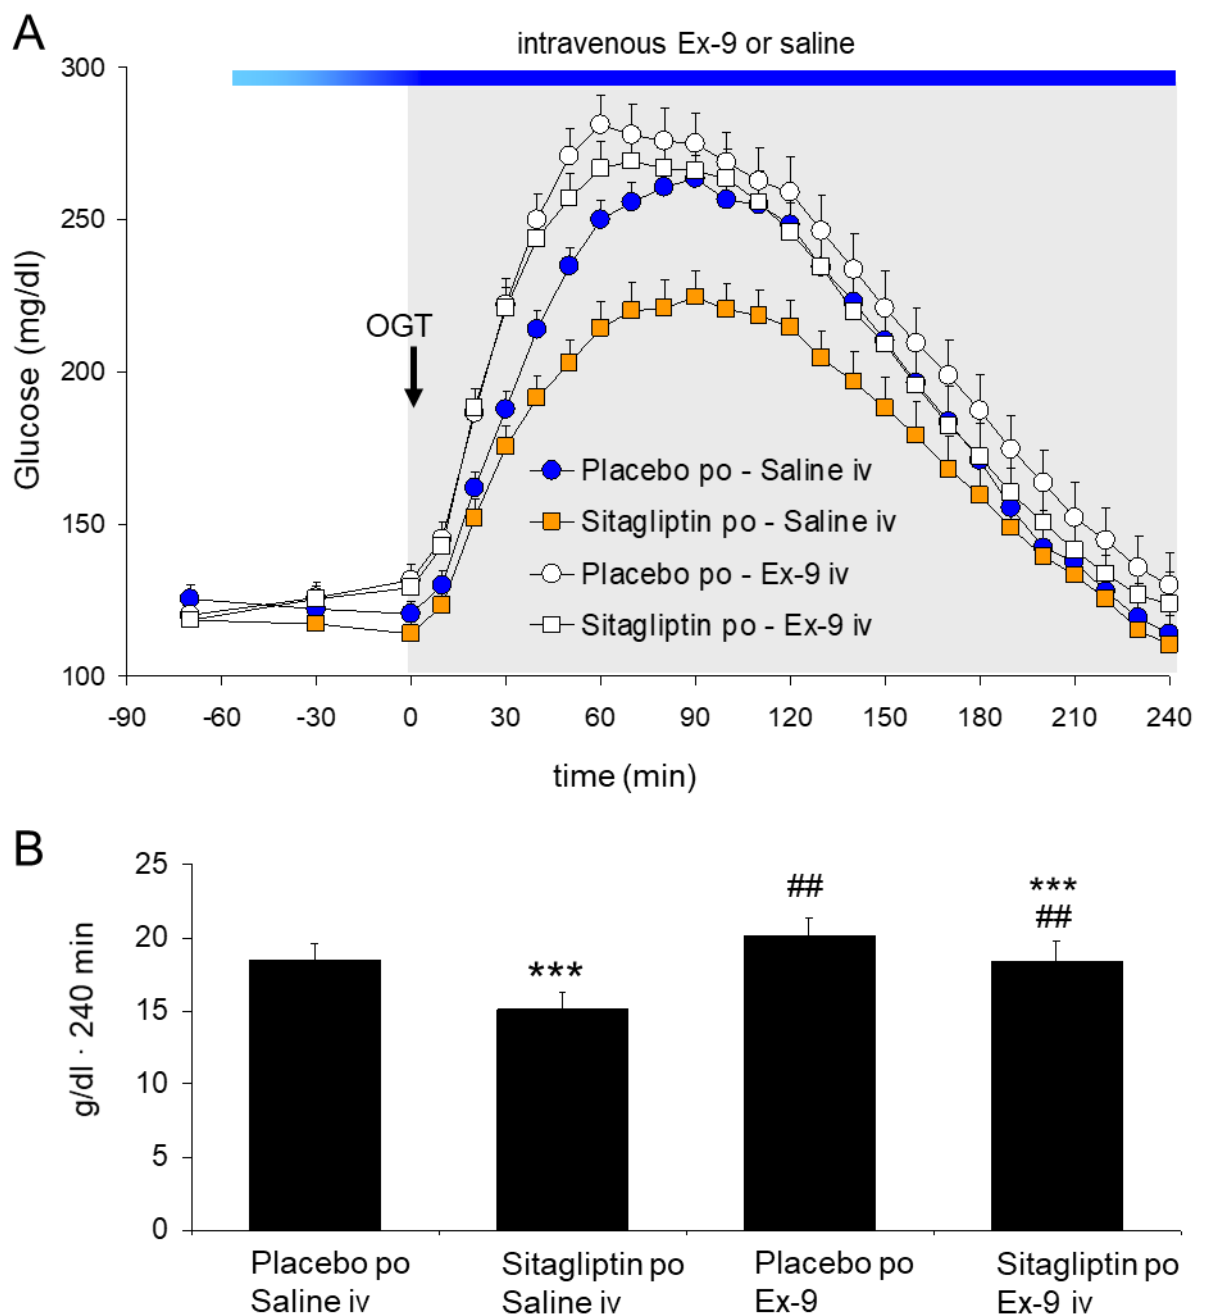 A
intravenous Ex-9 or saline
300
250
200
150
100
Glucose (mg/dl)
OGT
Placebo po - Saline iv
Sitagliptin po - Saline iv
Placebo po - Ex-9 iv
Sitagliptin po - Ex-9 iv
-90 -60 -30 0 30 60 90 120 150 180 210 240
time (min)
B
25
20
15
10
5
0
g/dl · 240 min
***
##
***
##
Placebo po
Saline iv
Sitagliptin po
Saline iv
Placebo po
Ex-9
Sitagliptin po
Ex-9 iv